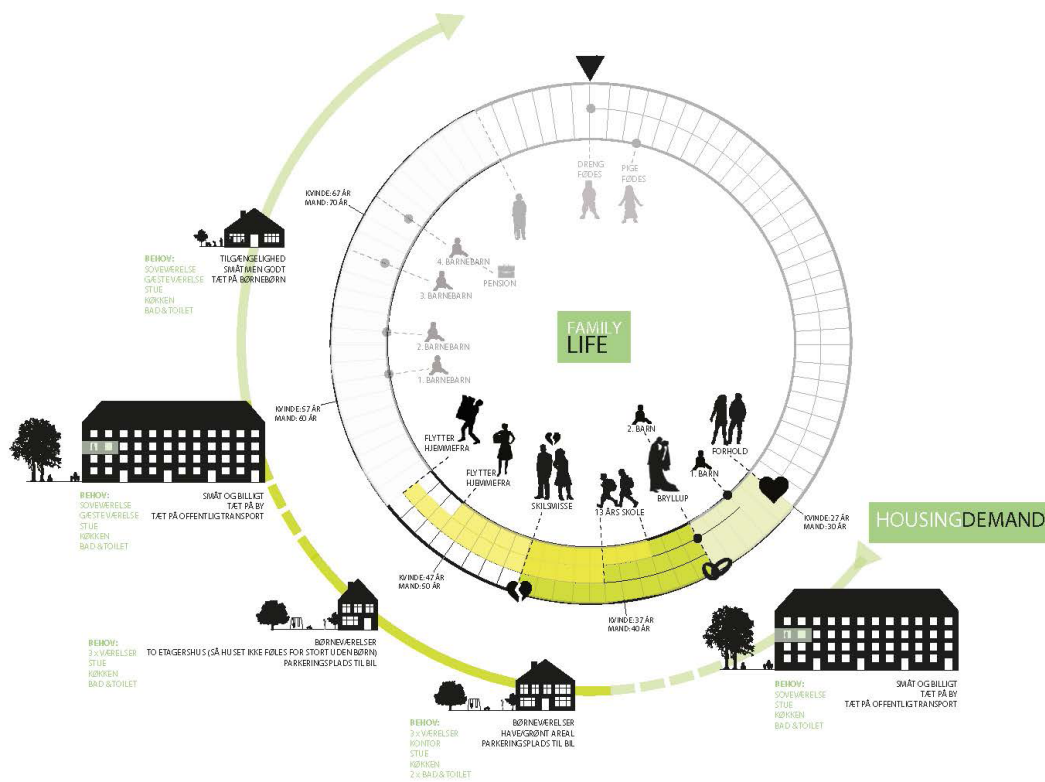 DRENG
FØDES
PIGE
FØDES
KVINDE: 67 ÅR
MAND: 70 ÅR
4. BARNEBARN
PENSION
3. BARNEBARN
2. BARNEBARN
1. BARNEBARN
FAMILY
LIFE
REHOV:
SOVEVÆRELSE
GÆSTEVÆRELSE
STUE
KØKKEN
BAD & TOILET
TILGÆNGELIGHED
SMÅT MEN GODT
TÆT PÅ BØRNEBØRN
KVINDE: 57 ÅR
MAND: 60 ÅR
FLYTTER
HJEMMEFRA
FLYTTER
HJEMMEFRA
SKILSMISSE
13 ÅRS SKOLE
BRYLLUP
2. BARN
1. BARN
FORHOLD
KVINDE: 27 ÅR
MAND: 30 ÅR
HOUSINGDEMAND
REHOV:
SOVEVÆRELSE
GÆSTEVÆRELSE
STUE
KØKKEN
BAD & TOILET
SMÅT OG BILLIGT
TÆT PÅ BY
TÆT PÅ OFFENTLIG TRANSPORT
KVINDE: 47 ÅR
MAND: 50 ÅR
KVINDE: 37 ÅR
MAND: 40 ÅR
REHOV:
3 x VÆRELSER
STUE
KØKKEN
BAD & TOILET
BØRNEVÆRELSER
TO ETAGERSHUS (SÅ HUSET IKKE FØLES FOR STORT UDEN BØRN)
PARKERINGSPLADS TIL BIL
REHOV:
3 x VÆRELSER
KONTOR
STUE
KØKKEN
2 x BAD & TOILET
BØRNEVÆRELSER
HAVE/GRØNT AREAL
PARKERINGSPLADS TIL BIL
REHOV:
SOVEVÆRELSE
STUE
KØKKEN
BAD & TOILET
SMÅT OG BILLIGT
TÆT PÅ BY
TÆT PÅ OFFENTLIG TRANSPORT